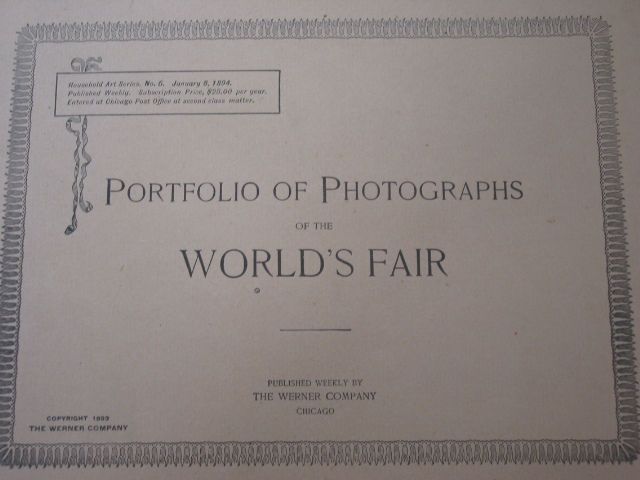 Household Art Series. No. 6. January 8, 1894.
Published Weekly. Subscription Price, $25.00 per year.
Entered at Chicago Post Office at second class matter.
PORTFOLIO OF PHOTOGRAPHS
OF THE
WORLD'S FAIR
PUBLISHED WEEKLY BY
THE WERNER COMPANY
CHICAGO
COPYRIGHT 1893
THE WERNER COMPANY